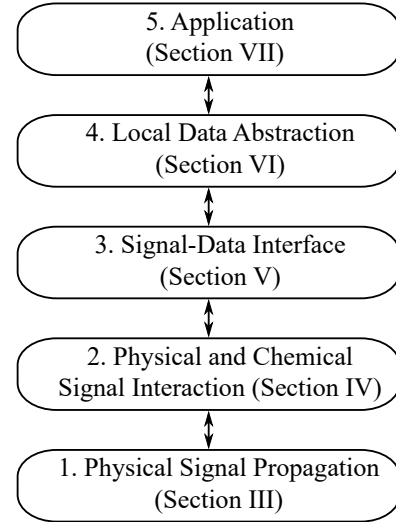 5. Application
(Section VII)
4. Local Data Abstraction
(Section VI)
3. Signal-Data Interface
(Section V)
2. Physical and Chemical
Signal Interaction (Section IV)
1. Physical Signal Propagation
(Section III)